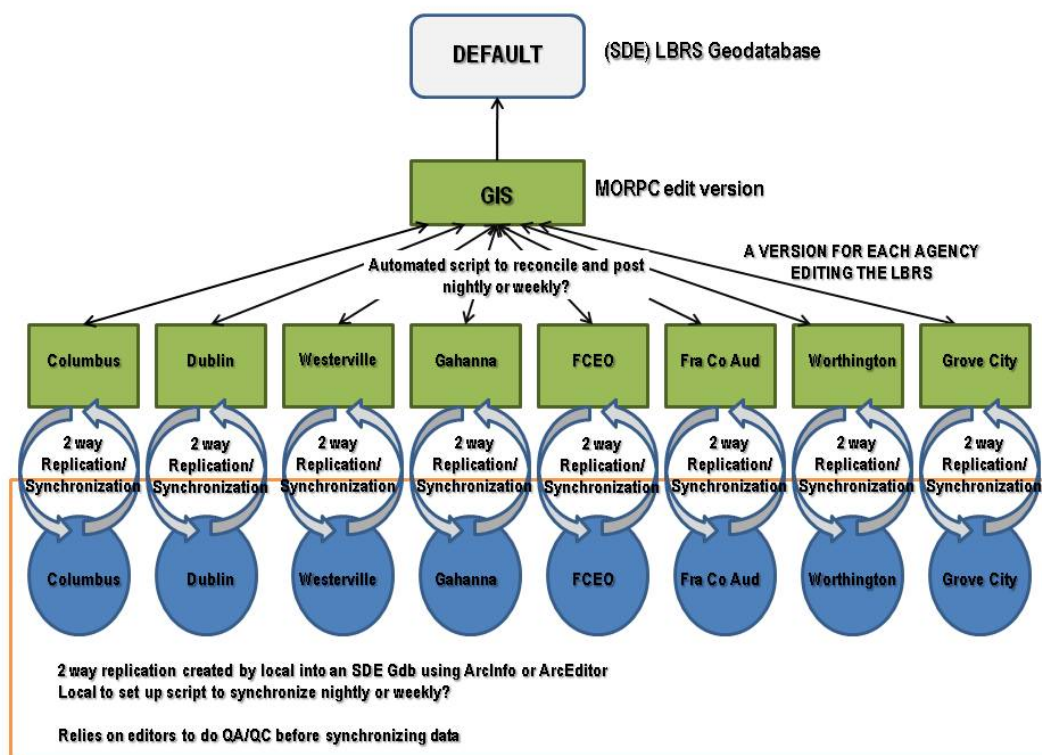 DEFAULT
(SDE) LBRS Geodatabase
GIS
MORPC edit version
Automated script to reconcile and post
nightly or weekly?
A VERSION FOR EACH AGENCY
EDITING THE LBRS
Columbus
Dublin
Westerville
Gahanna
FCEO
Fra Co Aud
Worthington
Grove City
2 way
Replication/
Synchronization
2 way
Replication/
Synchronization
2 way
Replication/
Synchronization
2 way
Replication/
Synchronization
2 way
Replication/
Synchronization
2 way
Replication/
Synchronization
2 way
Replication/
Synchronization
2 way
Replication/
Synchronization
Columbus
Dublin
Westerville
Gahanna
FCEO
Fra Co Aud
Worthington
Grove City
2 way replication created by local into an SDE Gdb using ArcInfo or ArcEditor
Local to set up script to synchronize nightly or weekly?
Relies on editors to do QA/QC before synchronizing data